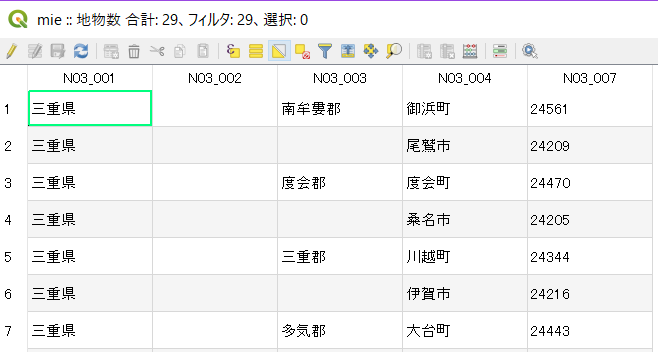 mie :: 地物数 合計: 29、フィルタ: 29、選択: 0
N03_001 N03_002 N03_003 N03_004 N03_007
1 三重県 南牟婁郡 御浜町 24561
2 三重県 尾鷲市 24209
3 三重県 度会郡 度会町 24470
4 三重県 桑名市 24205
5 三重県 三重郡 川越町 24344
6 三重県 伊賀市 24216
7 三重県 多気郡 大台町 24443